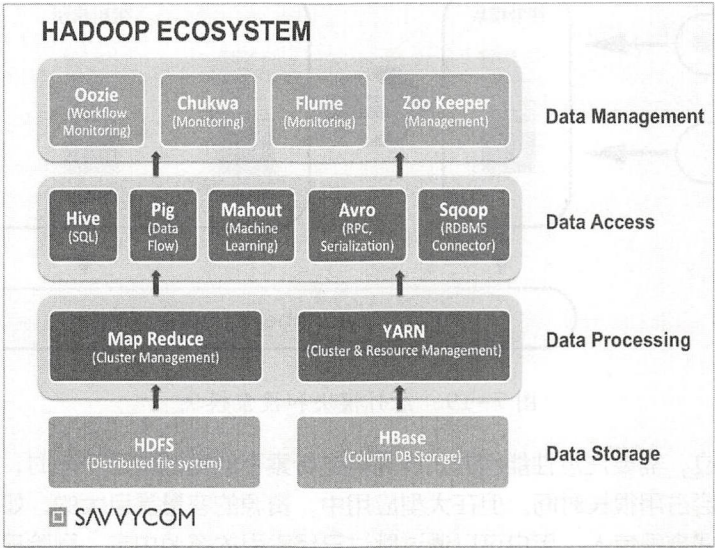 HADOOP ECOSYSTEM
Oozie
(Workflow
Monitoring)
Chukwa
(Monitoring)
Flume
(Monitoring)
Zoo Keeper
(Management)
Data Management
Hive
(SQL)
Pig
(Data
Flow)
Mahout
(Machine
Learning)
Avro
(RPC,
Serialization)
Sqoop
(RDBMS
Connector)
Data Access
Map Reduce
(Cluster Management)
YARN
(Cluster & Resource Management)
Data Processing
HDFS
(Distributed file system)
HBase
(Column DB Storage)
Data Storage
SAVVYCOM